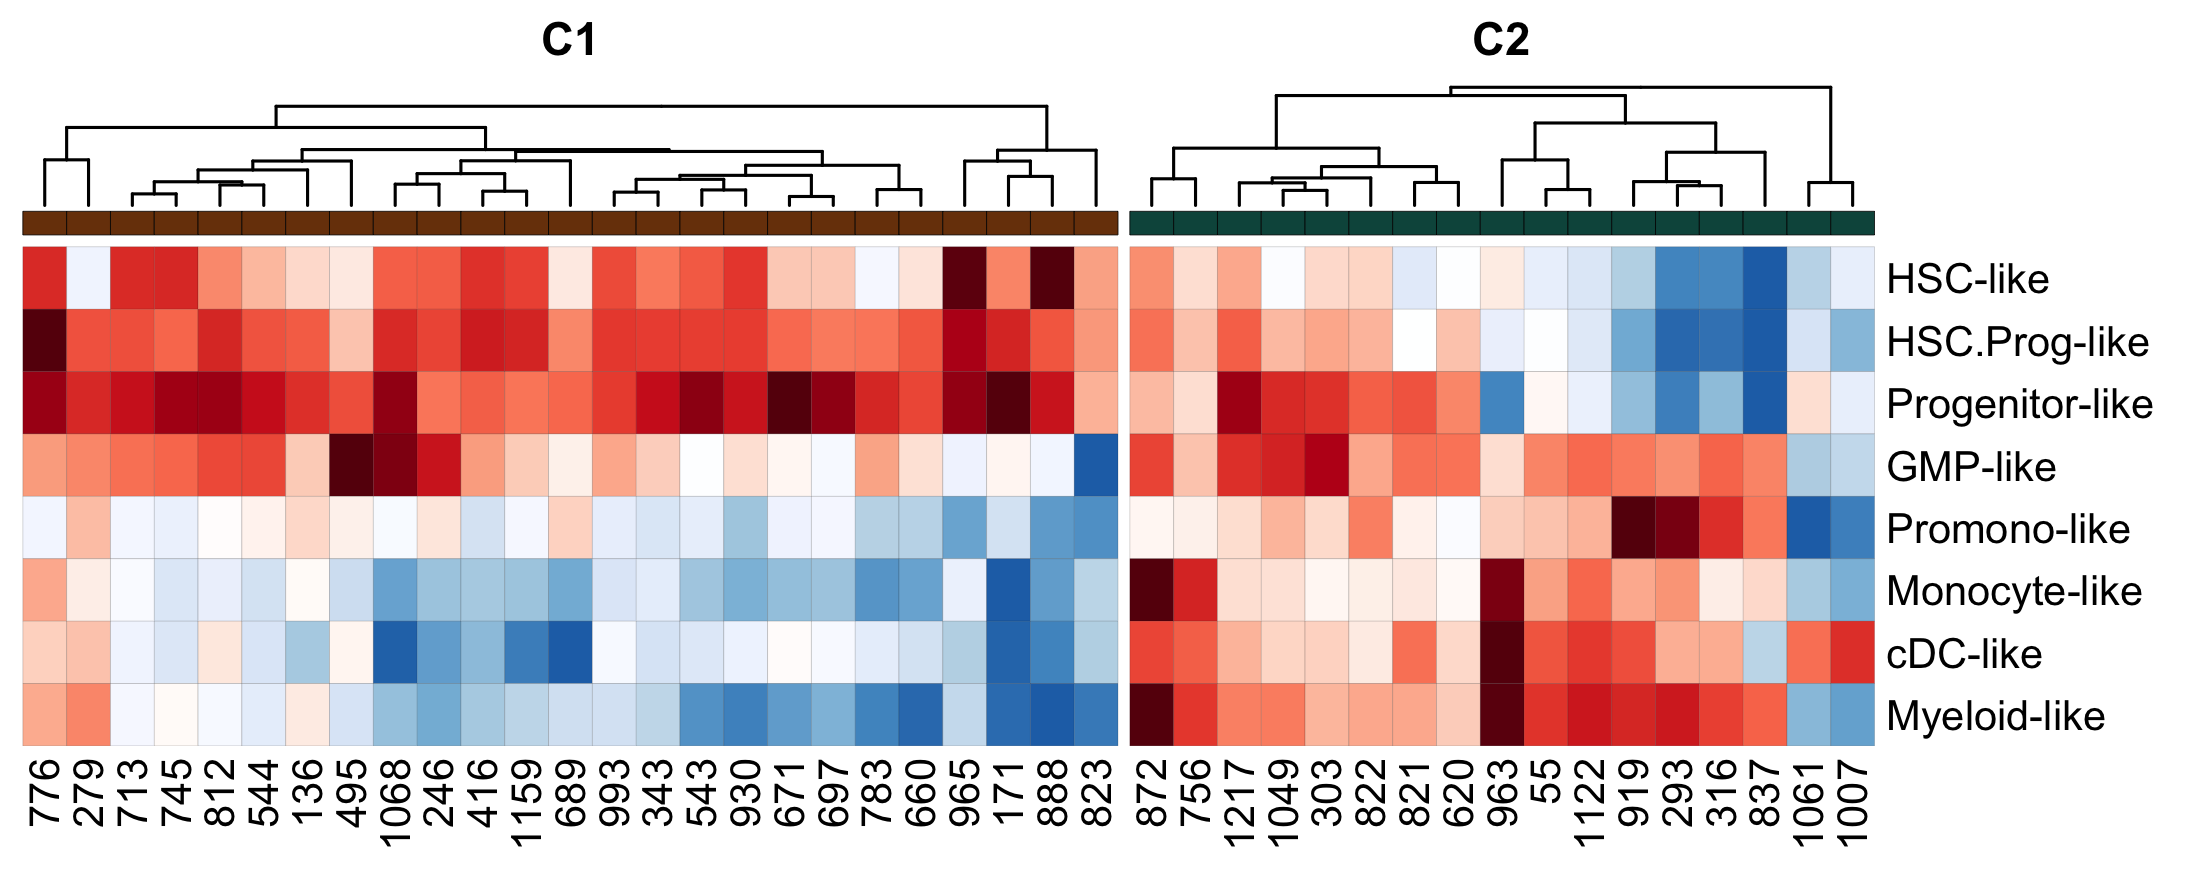 C1 C2
HSC-like
HSC.Prog-like
Progenitor-like
GMP-like
Promono-like
Monocyte-like
cDC-like
Myeloid-like
776 279 713 745 812 544 136 495 1068 246 416 1159 689 993 343 543 930 671 697 783 660 965 171 888 823 872 756 1217 1049 303 822 821 620 963 55 1122 919 293 316 837 1061 1007